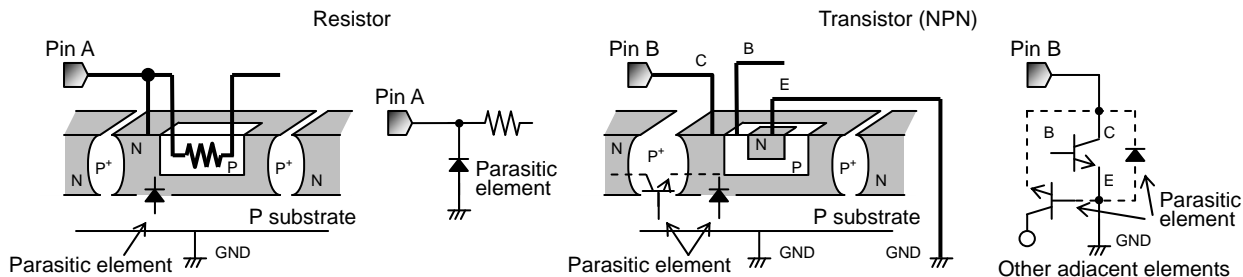 Resistor
Pin A
N
P+
N
P
P+
N
N
P substrate
Parasitic element
GND
Pin A
Parasitic
element
Transistor (NPN)
Pin B
C
B
E
N
P+
N
N
P
P+
N
N
P substrate
Parasitic element
GND
GND
Pin B
B
C
E
Parasitic
element
GND
Other adjacent elements